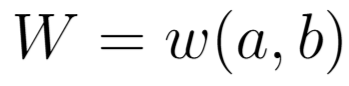 W = w(a, b)